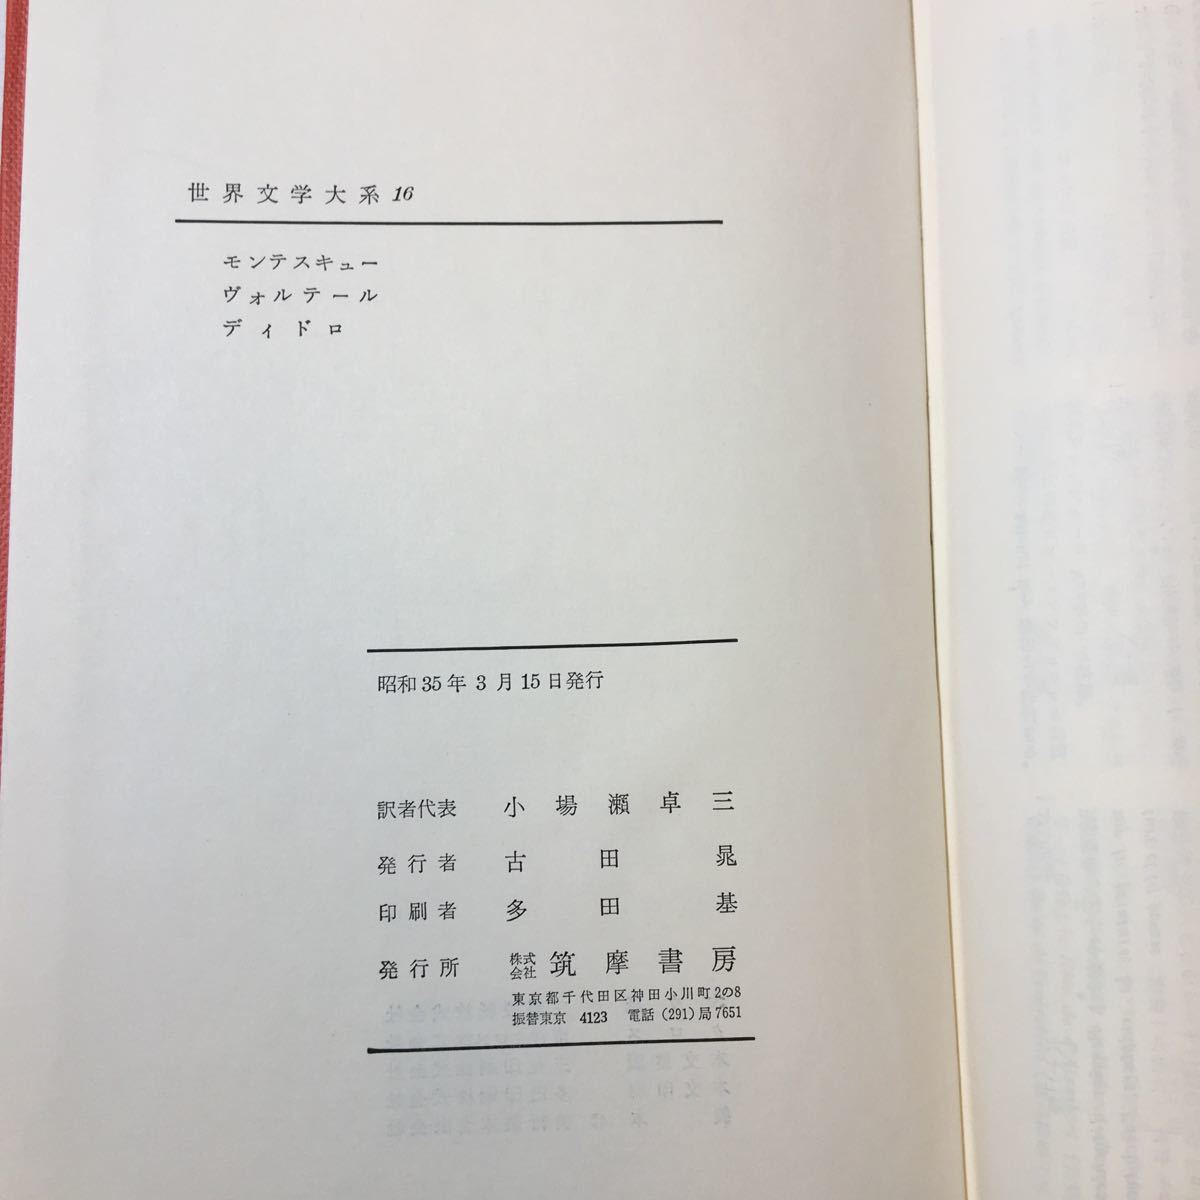 世界文学大系 16
モンテスキュー
ヴォルテール
ディドロ
昭和35年3月15日発行
訳者代表 小場瀬卓三
発行者 古田晁
印刷者 多田基
発行所 株式会社 筑摩書房
東京都千代田区神田小川町2の8
振替東京 4123 電話(291)局7651